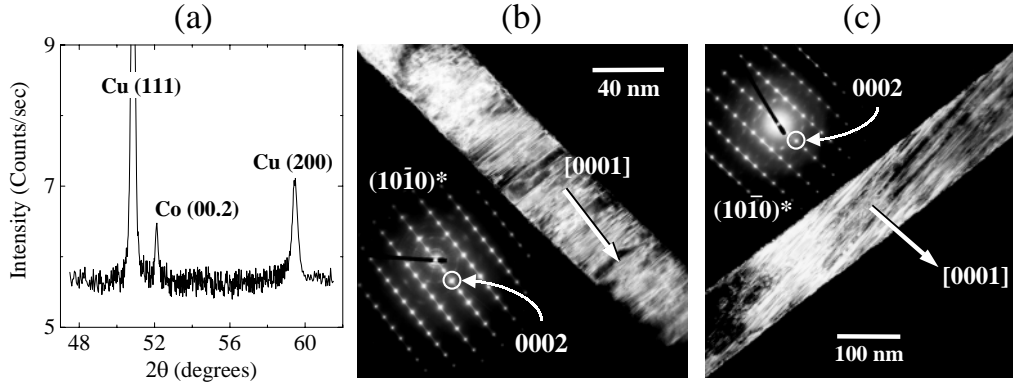 (a)
(b)
(c)
9
7
5
Intensity (Counts/sec)
Cu (111)
Co (00.2)
Cu (200)
48
52
56
60
2θ (degrees)
40 nm
[0001]
(101̄0)*
0002
0002
(101̄0)*
[0001]
100 nm